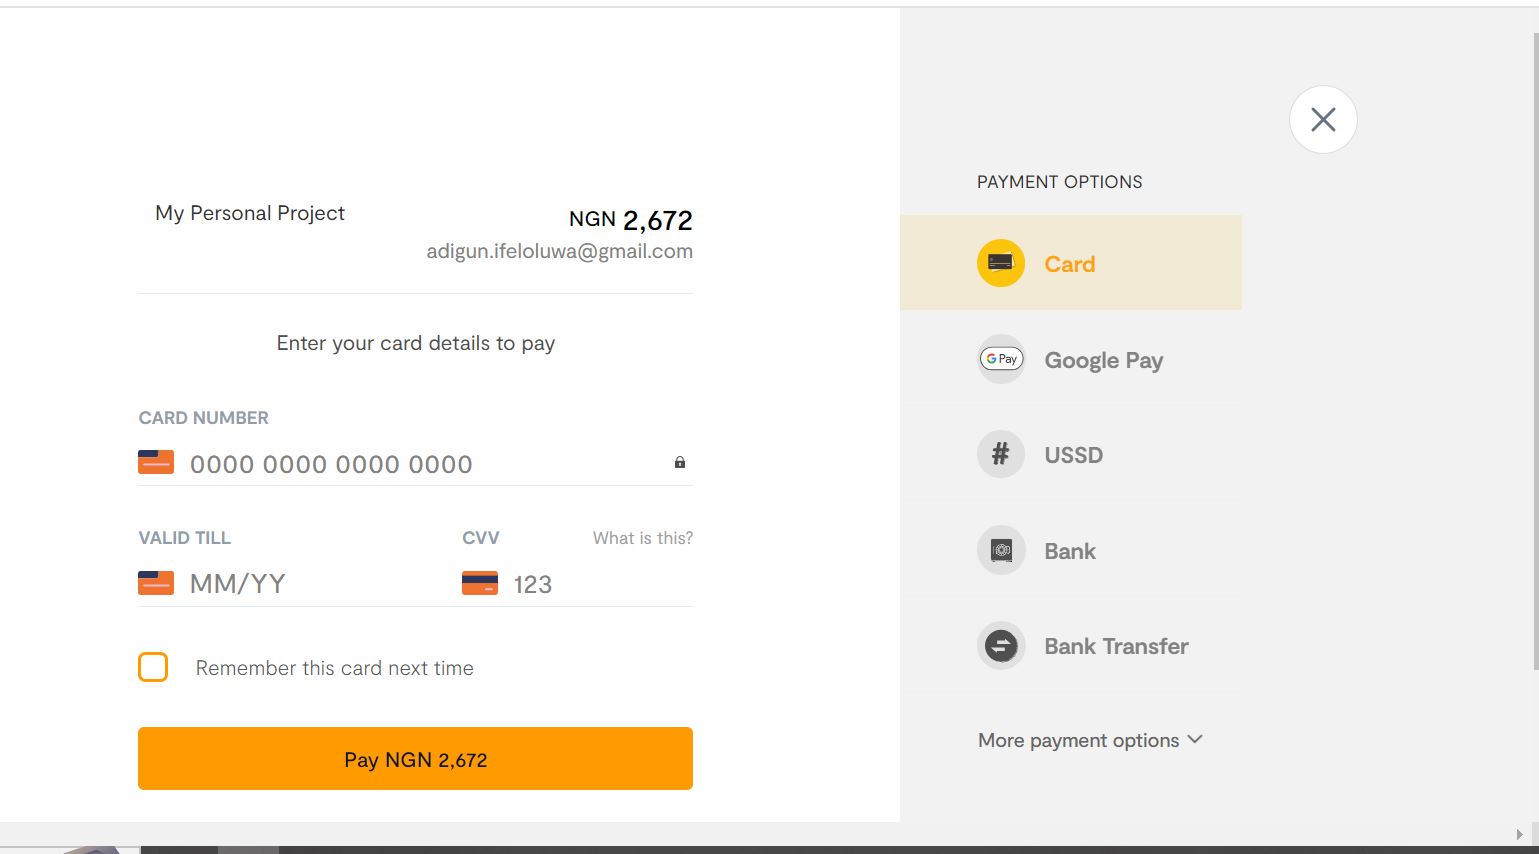 My Personal Project
NGN 2,672
adigun.ifeloluwa@gmail.com
Enter your card details to pay
CARD NUMBER
0000 0000 0000 0000
VALID TILL
MM/YY
CVV
What is this?
123
Remember this card next time
Pay NGN 2,672
PAYMENT OPTIONS
Card
G Pay
Google Pay
#
USSD
Bank
Bank Transfer
More payment options